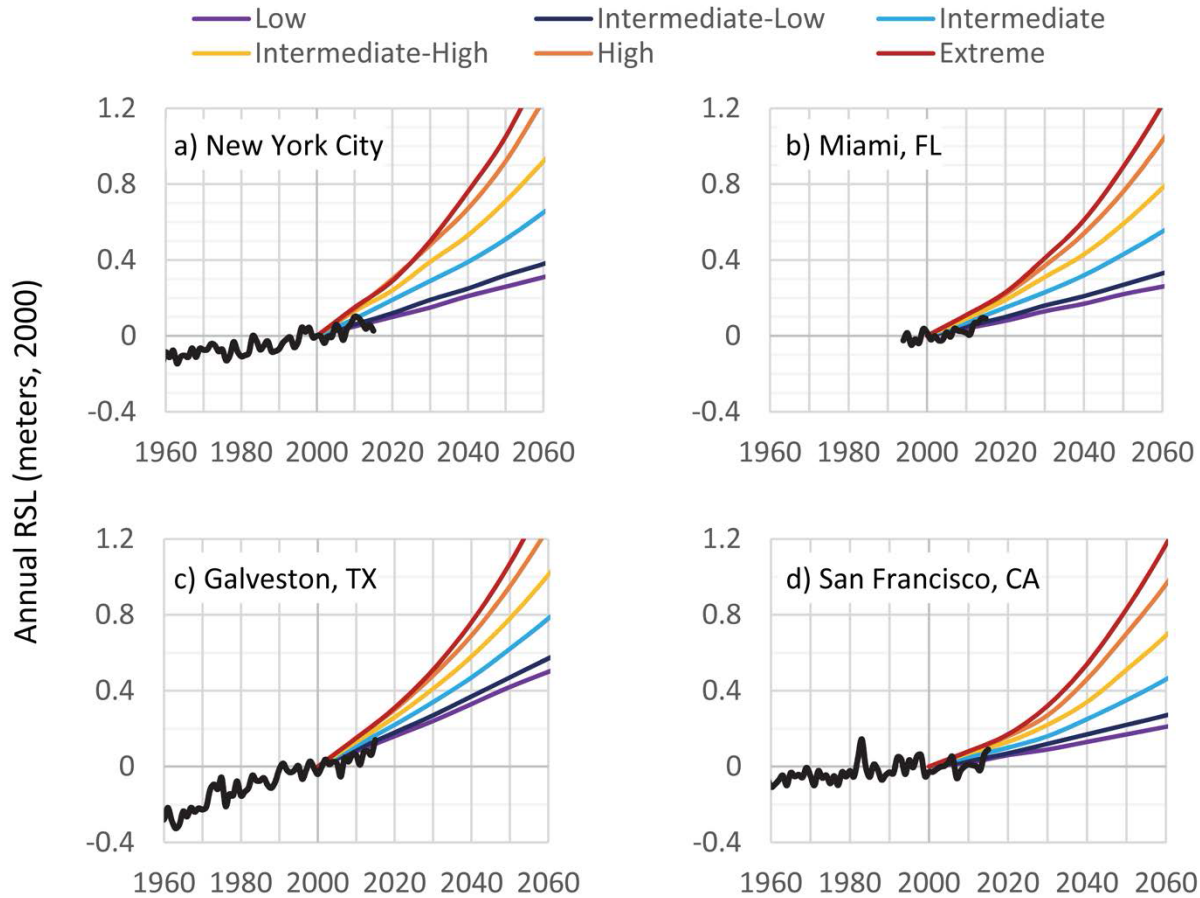 Low Intermediate-Low Intermediate
Intermediate-High High Extreme
Annual RSL (meters, 2000)
1.2
a) New York City
0.8
0.4
0
-0.4
1960 1980 2000 2020 2040 2060
1.2
b) Miami, FL
0.8
0.4
0
-0.4
1960 1980 2000 2020 2040 2060
1.2
c) Galveston, TX
0.8
0.4
0
-0.4
1960 1980 2000 2020 2040 2060
1.2
d) San Francisco, CA
0.8
0.4
0
-0.4
1960 1980 2000 2020 2040 2060